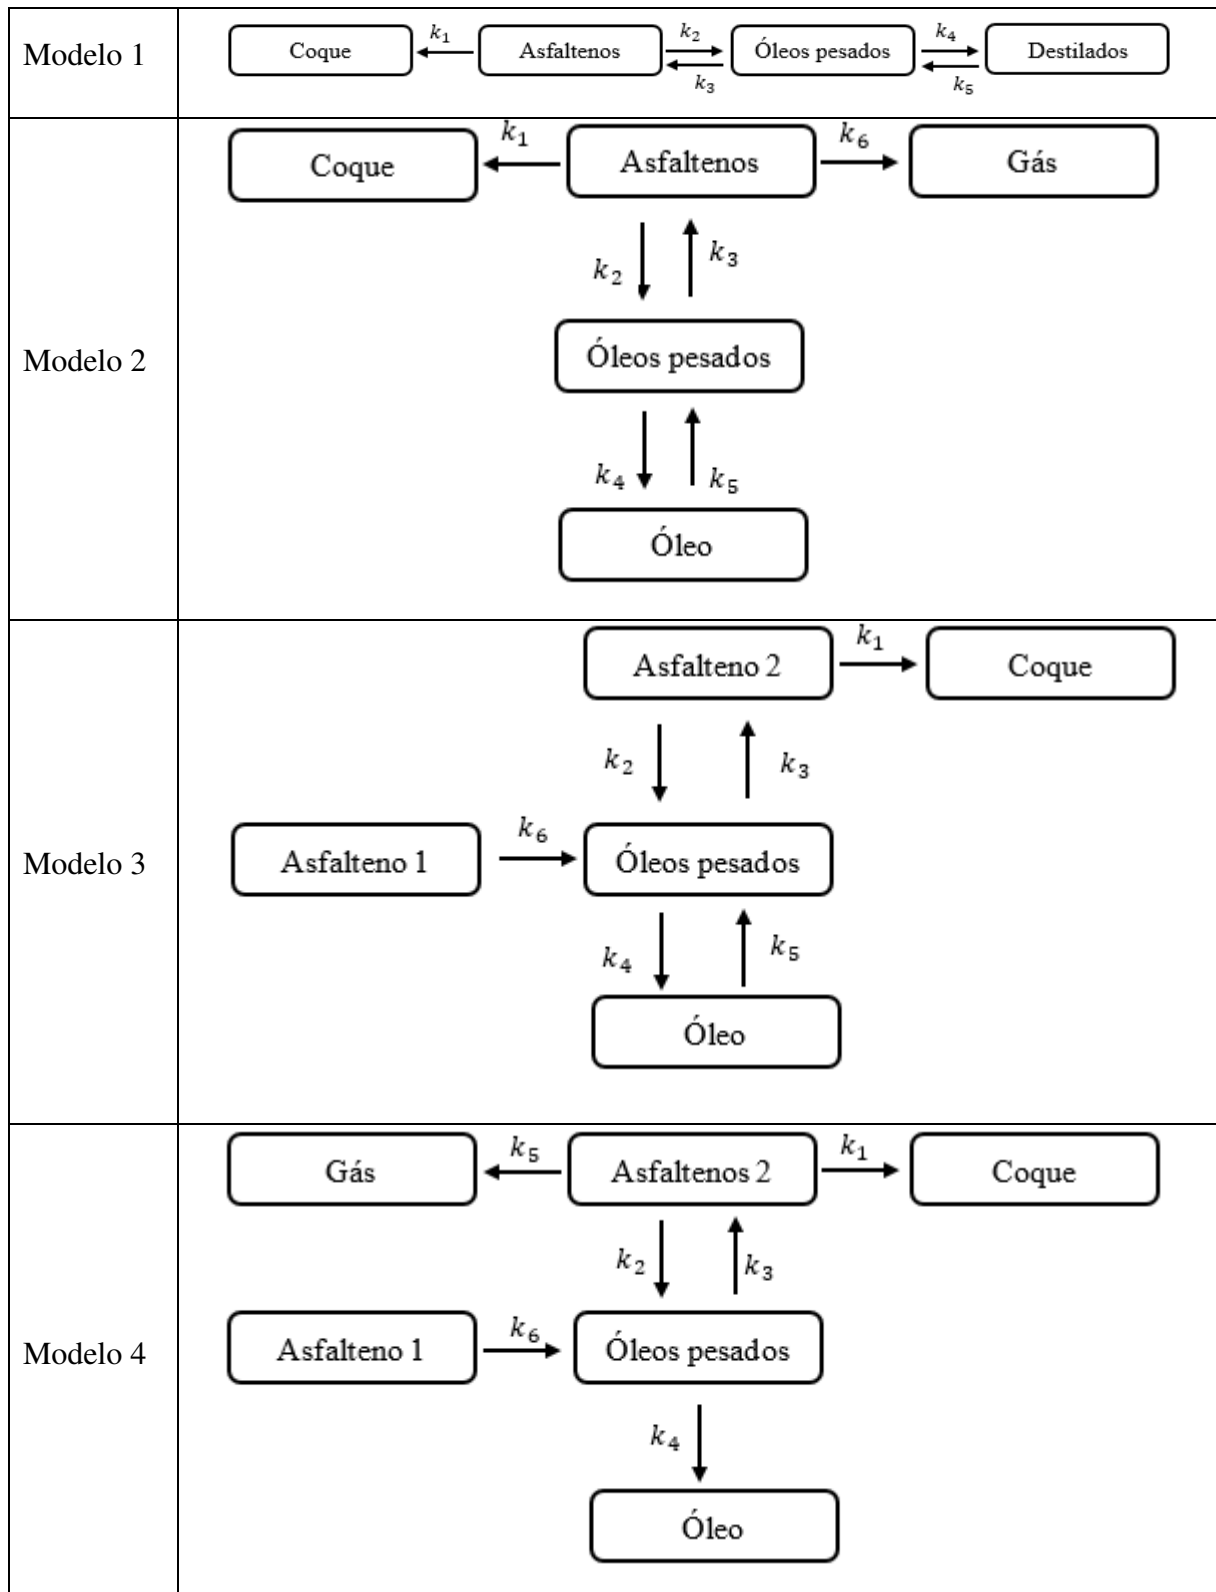 Modelo 1
k₁
k₂
k₄
Coque
Asfaltenos
Óleos pesados
Destilados
k₃
k₅
k₁
k₆
Coque
Asfaltenos
Gás
k₂
k₃
Modelo 2
Óleos pesados
k₄
k₅
Óleo
k₁
Asfalteno 2
Coque
k₂
k₃
k₆
Modelo 3
Asfalteno 1
Óleos pesados
k₄
k₅
Óleo
k₅
k₁
Gás
Asfaltenos 2
Coque
k₂
k₃
k₆
Modelo 4
Asfalteno 1
Óleos pesados
k₄
Óleo